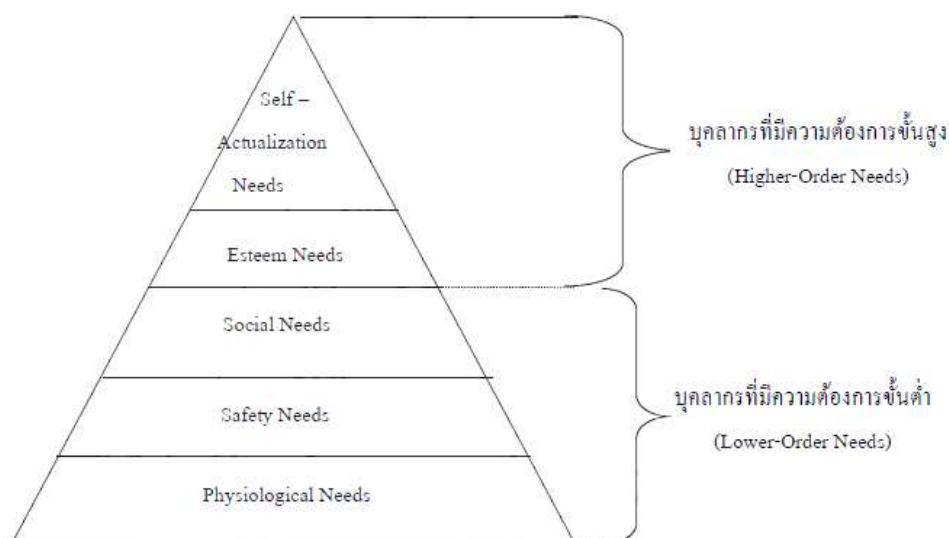 Self –
Actualization
Needs
Esteem Needs
Social Needs
Safety Needs
Physiological Needs
บุคลากรที่มีความต้องการขั้นสูง
(Higher-Order Needs)
บุคลากรที่มีความต้องการขั้นต่ำ
(Lower-Order Needs)